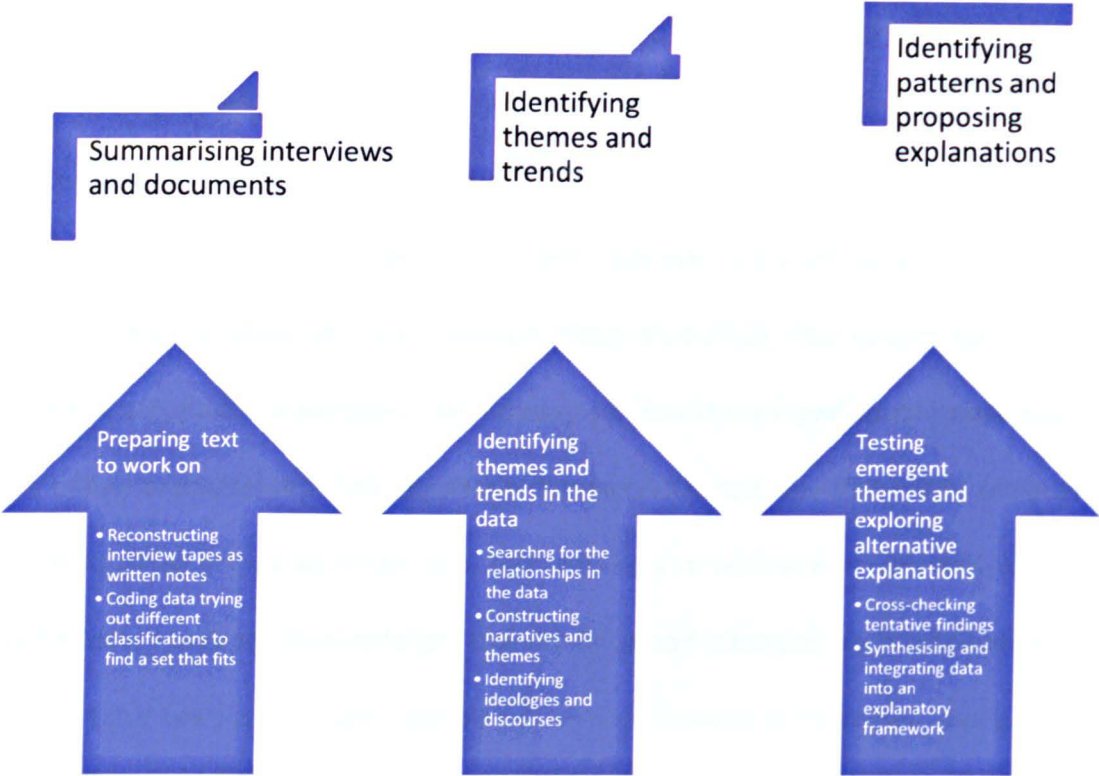 Summarising interviews
and documents
Identifying
themes and
trends
Identifying
patterns and
proposing
explanations
Preparing text
to work on
• Reconstructing
interview tapes as
written notes
• Coding data trying
out different
classifications to
find a set that fits
Identifying
themes and
trends in the
data
• Searchng for the
relationships in
the data
• Constructing
narratives and
themes
• Identifying
ideologies and
discourses
Testing
emergent
themes and
exploring
alternative
explanations
• Cross-checking
tentative findings
• Synthesising and
integrating data
into an
explanatory
framework